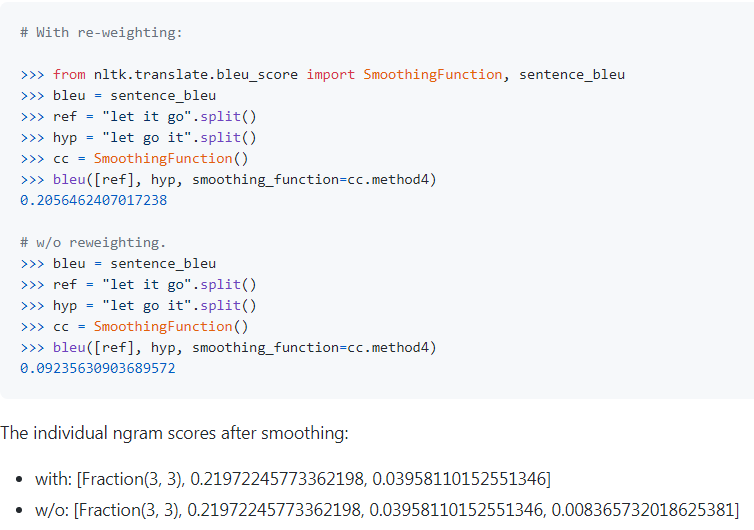 # With re-weighting:
>>> from nltk.translate.bleu_score import SmoothingFunction, sentence_bleu
>>> bleu = sentence_bleu
>>> ref = "let it go".split()
>>> hyp = "let go it".split()
>>> cc = SmoothingFunction()
>>> bleu([ref], hyp, smoothing_function=cc.method4)
0.2056462407017238
# w/o reweighting.
>>> bleu = sentence_bleu
>>> ref = "let it go".split()
>>> hyp = "let go it".split()
>>> cc = SmoothingFunction()
>>> bleu([ref], hyp, smoothing_function=cc.method4)
0.09235630903689572
The individual ngram scores after smoothing:
• with: [Fraction(3, 3), 0.21972245773362198, 0.03958110152551346]
• w/o: [Fraction(3, 3), 0.21972245773362198, 0.03958110152551346, 0.008365732018625381]